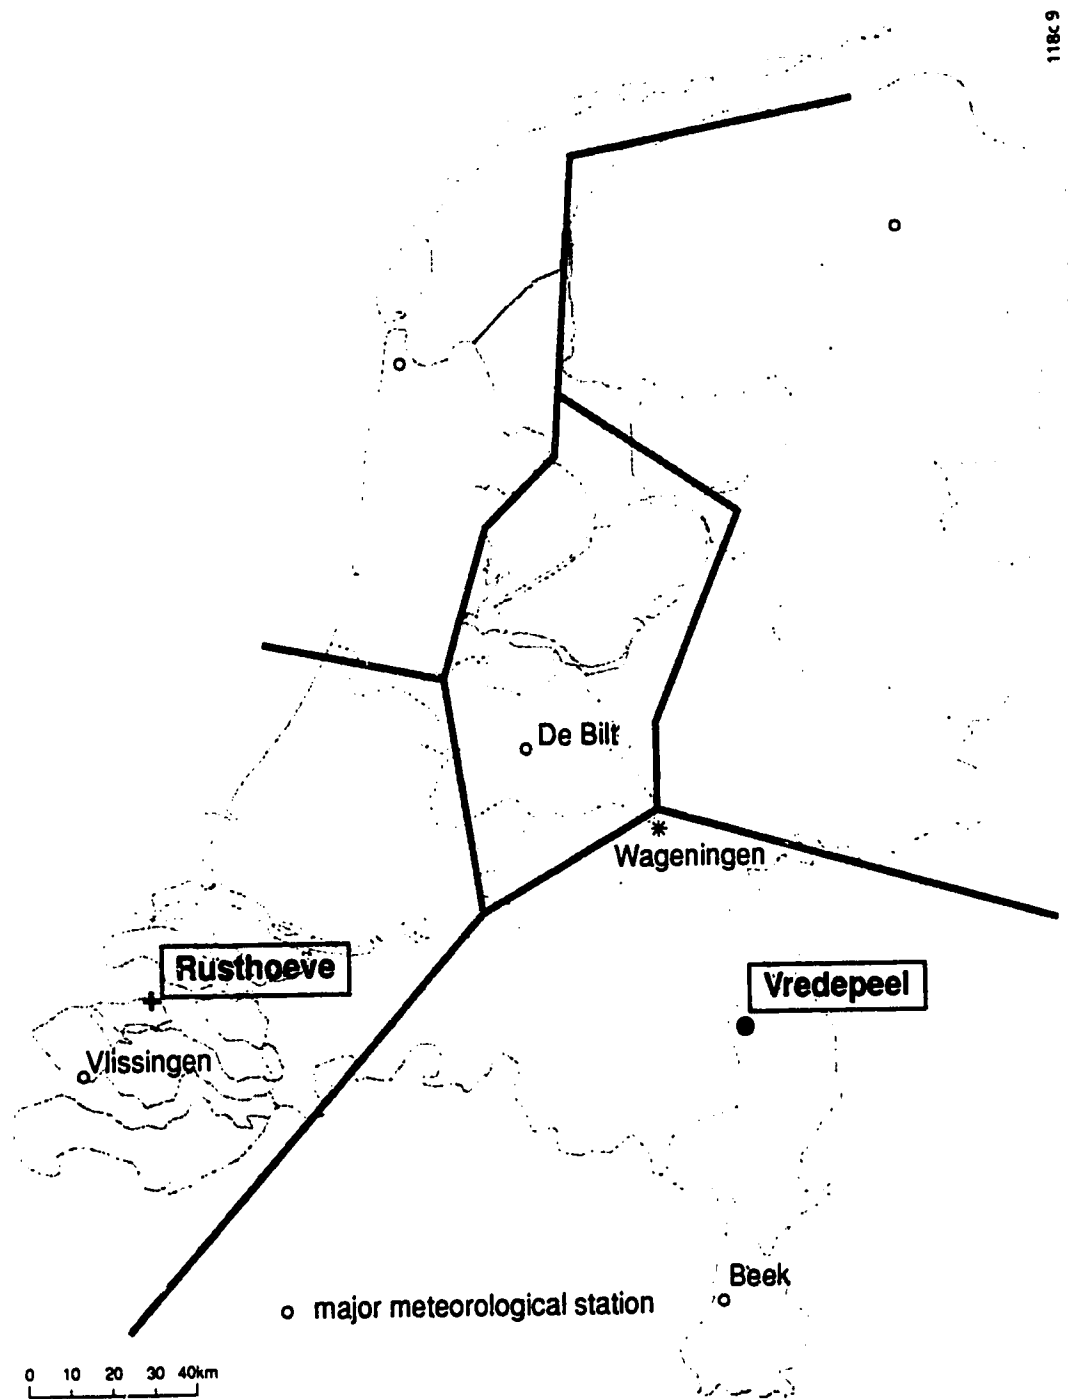 118c9
De Bilt
Wageningen
Rusthoeve
Vredepeel
Vlissingen
Beek
major meteorological station
0 10 20 30 40km